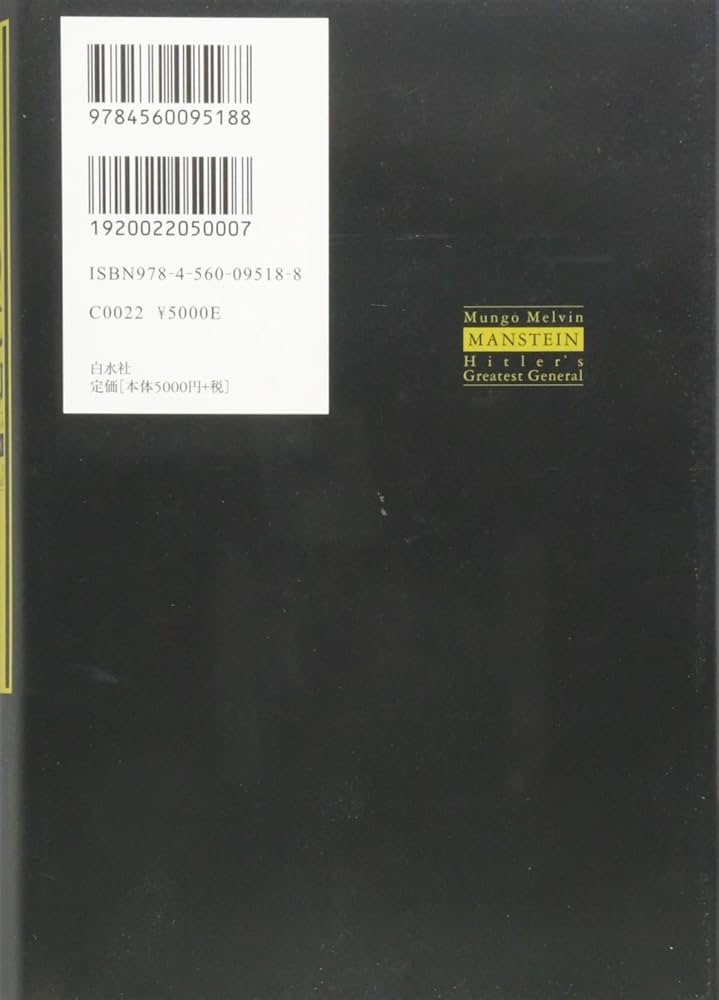 9784560095188
1920022050007
ISBN978-4-560-09518-8
C0022 ¥5000E
白水社
定価[本体5000円+税]
Mungo Melvin
MANSTEIN
Hitler's
Greatest General